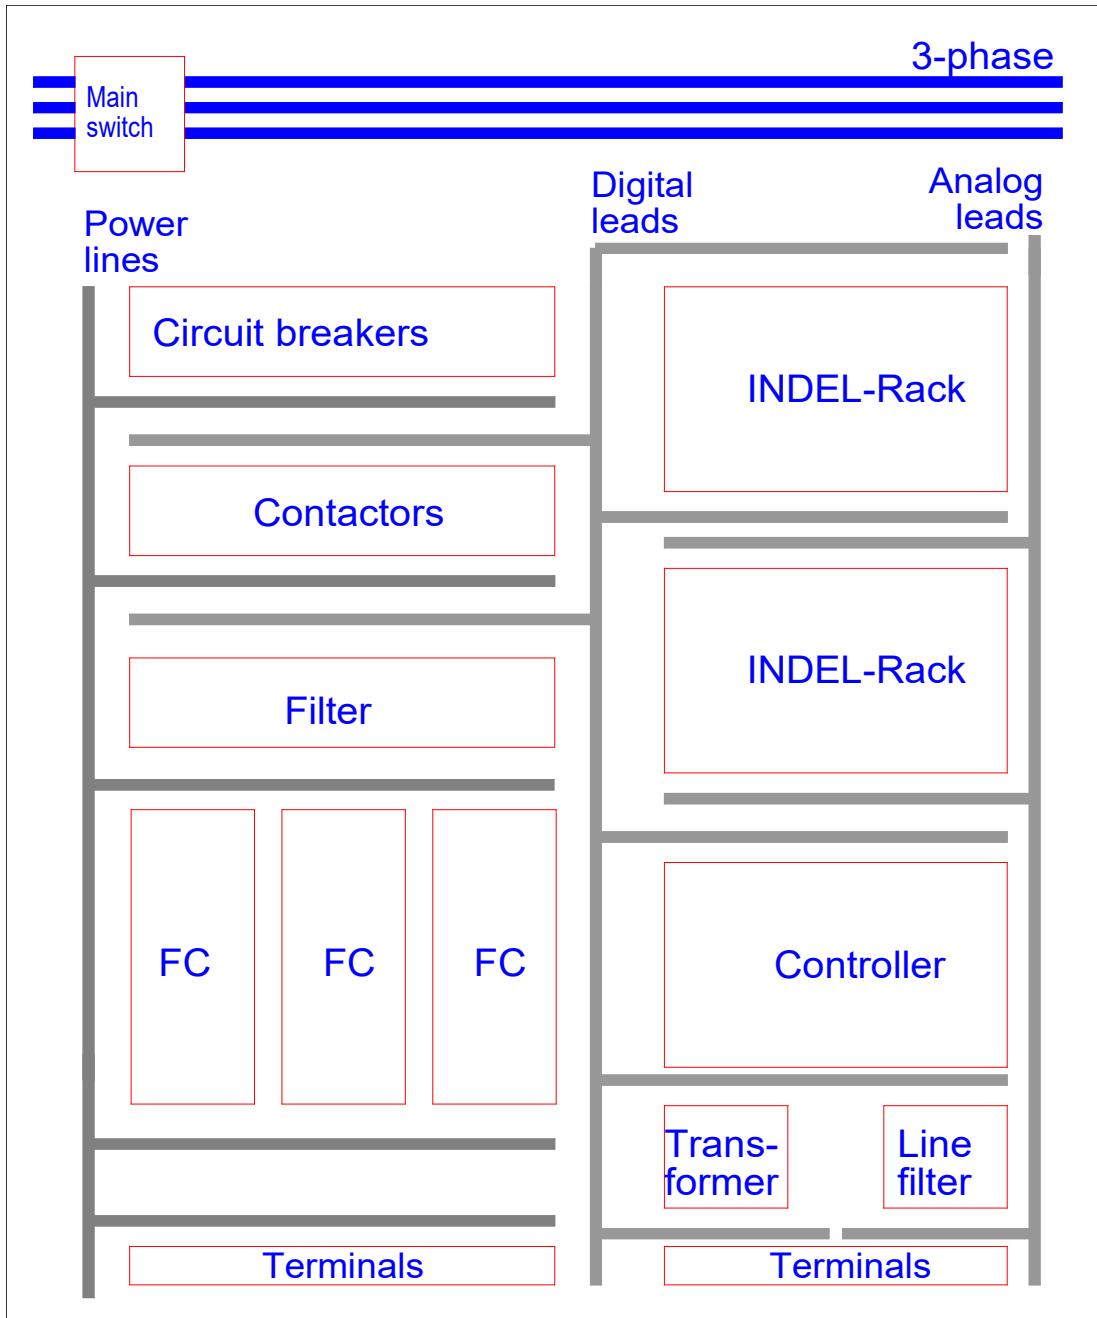 3-phase
Main
switch
Digital
leads
Analog
leads
Power
lines
Circuit breakers
INDEL-Rack
Contactors
INDEL-Rack
Filter
FC
FC
FC
Controller
Trans-
former
Line
filter
Terminals
Terminals